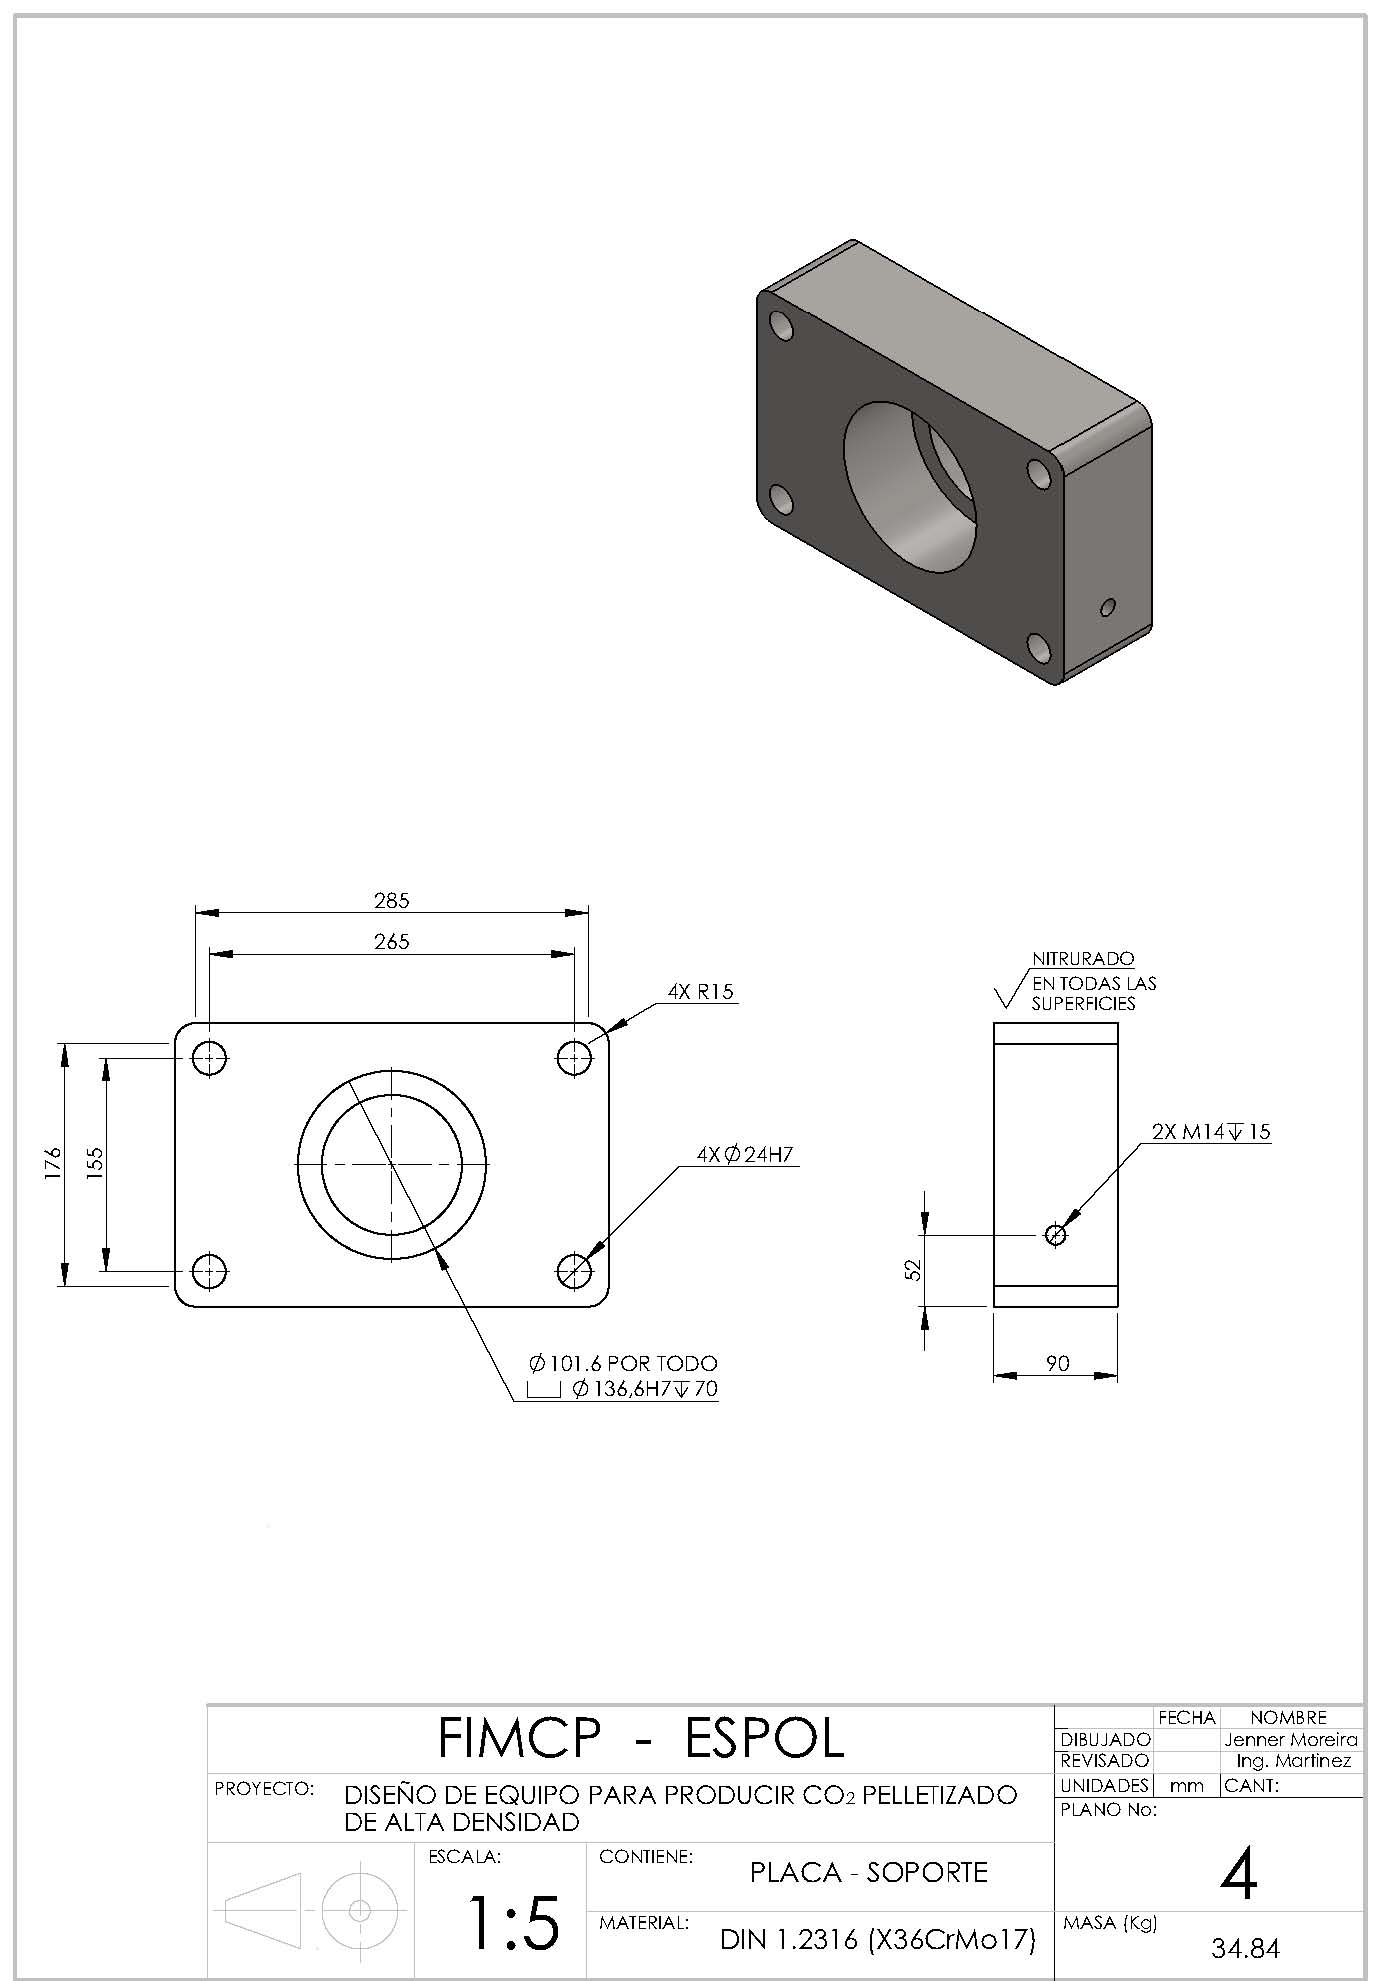 285
265
4X R15
176
155
4X Ø24H7
Ø101.6 POR TODO
⌴ Ø136,6H7↧70
NITRURADO
EN TODAS LAS
SUPERFICIES
2X M14↧15
52
90
FIMCP - ESPOL
PROYECTO: DISEÑO DE EQUIPO PARA PRODUCIR CO2 PELLETIZADO
DE ALTA DENSIDAD
ESCALA:
1:5
CONTIENE: PLACA - SOPORTE
MATERIAL: DIN 1.2316 (X36CrMo17)
FECHA NOMBRE
DIBUJADO Jenner Moreira
REVISADO Ing. Martinez
UNIDADES mm CANT:
PLANO No:
4
MASA (Kg)
34.84